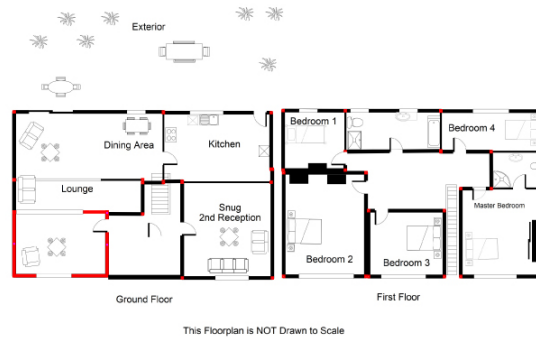 Exterior
Dining Area
Kitchen
Lounge
Snug
2nd Reception
Ground Floor
Bedroom 1
Bedroom 4
Master Bedroom
Bedroom 2
Bedroom 3
First Floor
This Floorplan is NOT Drawn to Scale